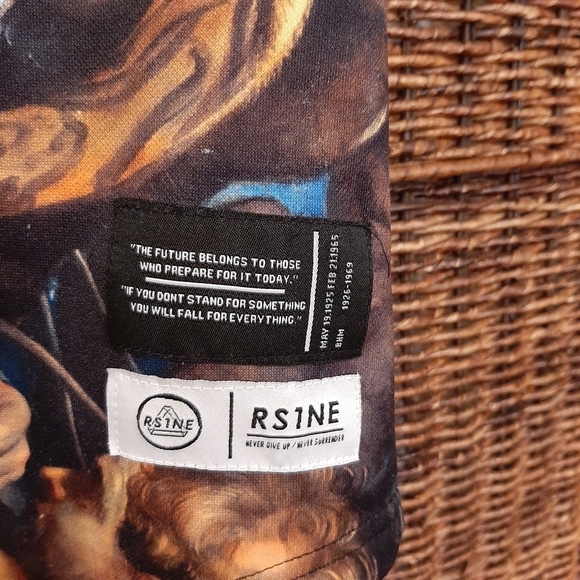 "THE FUTURE BELONGS TO THOSE
WHO PREPARE FOR IT TODAY."
"IF YOU DONT STAND FOR SOMETHING
YOU WILL FALL FOR EVERYTHING."
MAY 19.1925 FEB 21.1965
BHM 1926-1969
RS1NE
RS1NE
NEVER GIVE UP / NEVER SURRENDER